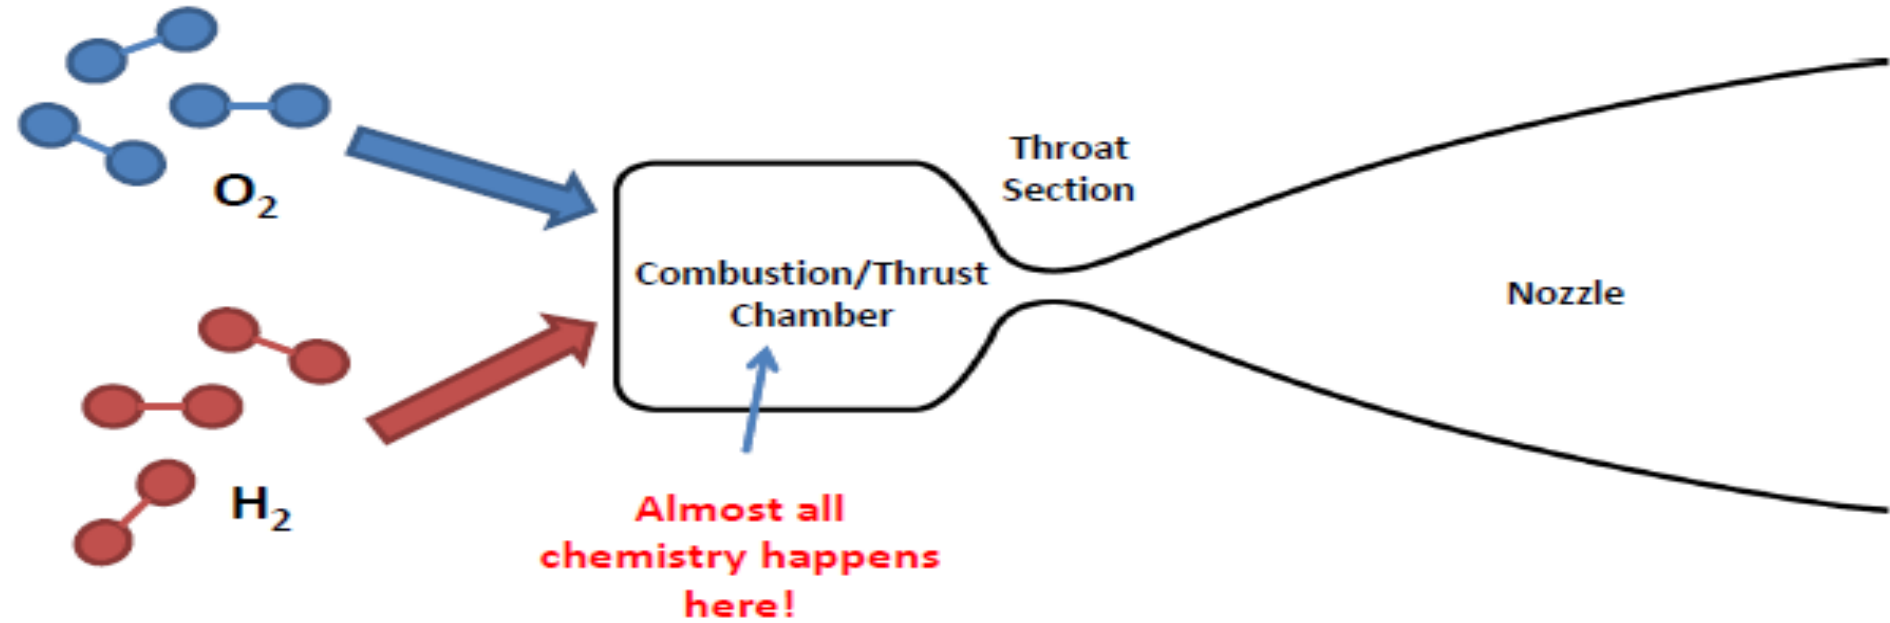 O₂
Throat
Section
Combustion/Thrust
Chamber
Nozzle
H₂
Almost all
chemistry happens
here!